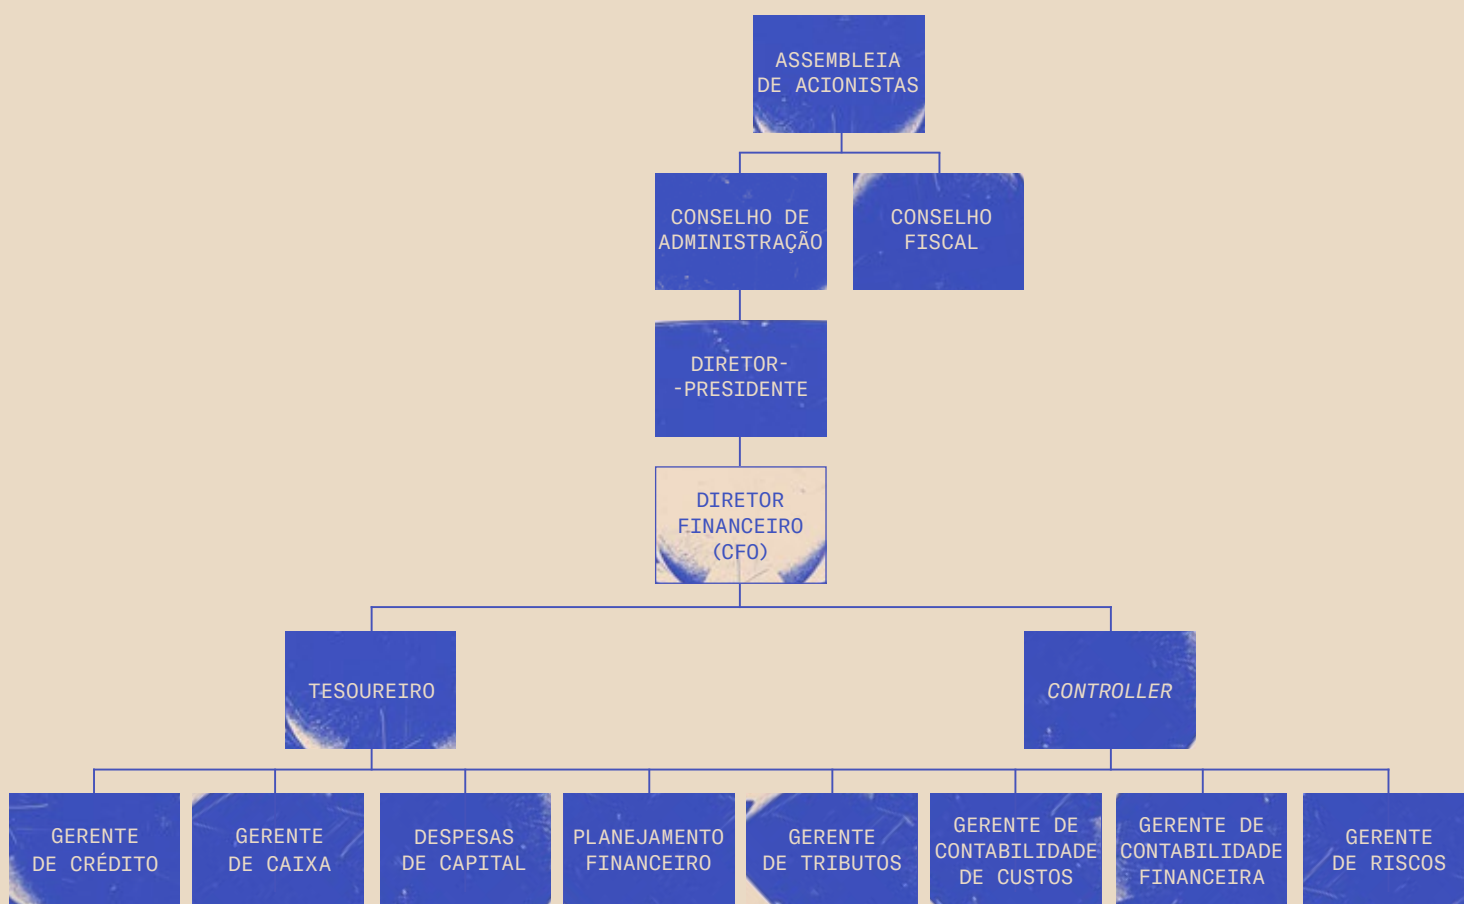 ASSEMBLEIA
DE ACIONISTAS
CONSELHO DE
ADMINISTRAÇÃO
CONSELHO
FISCAL
DIRETOR-
-PRESIDENTE
DIRETOR
FINANCEIRO
(CFO)
TESOUREIRO
CONTROLLER
GERENTE
DE CRÉDITO
GERENTE
DE CAIXA
DESPESAS
DE CAPITAL
PLANEJAMENTO
FINANCEIRO
GERENTE
DE TRIBUTOS
GERENTE DE
CONTABILIDADE
DE CUSTOS
GERENTE DE
CONTABILIDADE
FINANCEIRA
GERENTE
DE RISCOS